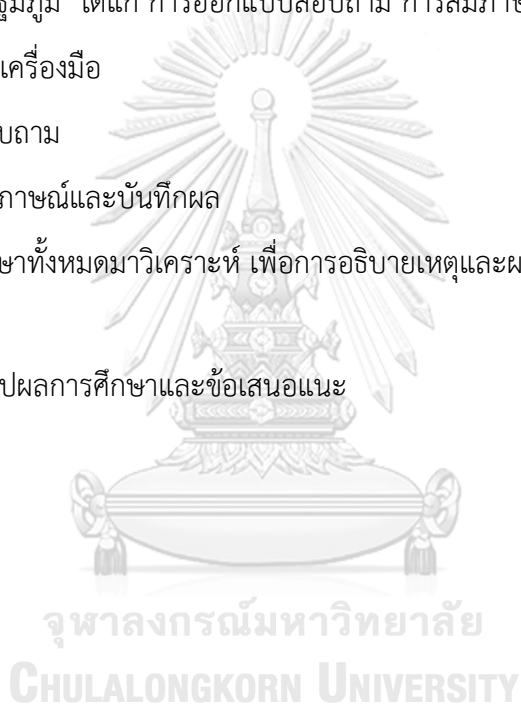 ฐมภูมิ ได้แก่ การออกแบบสอบถาม การสัมภาษ
เครื่องมือ
บถาม
ภาษณ์และบันทึกผล
ษาทั้งหมดมาวิเคราะห์ เพื่อการอธิบายเหตุและผ
ปผลการศึกษาและข้อเสนอแนะ
จุฬาลงกรณ์มหาวิทยาลัย
CHULALONGKORN UNIVERSITY